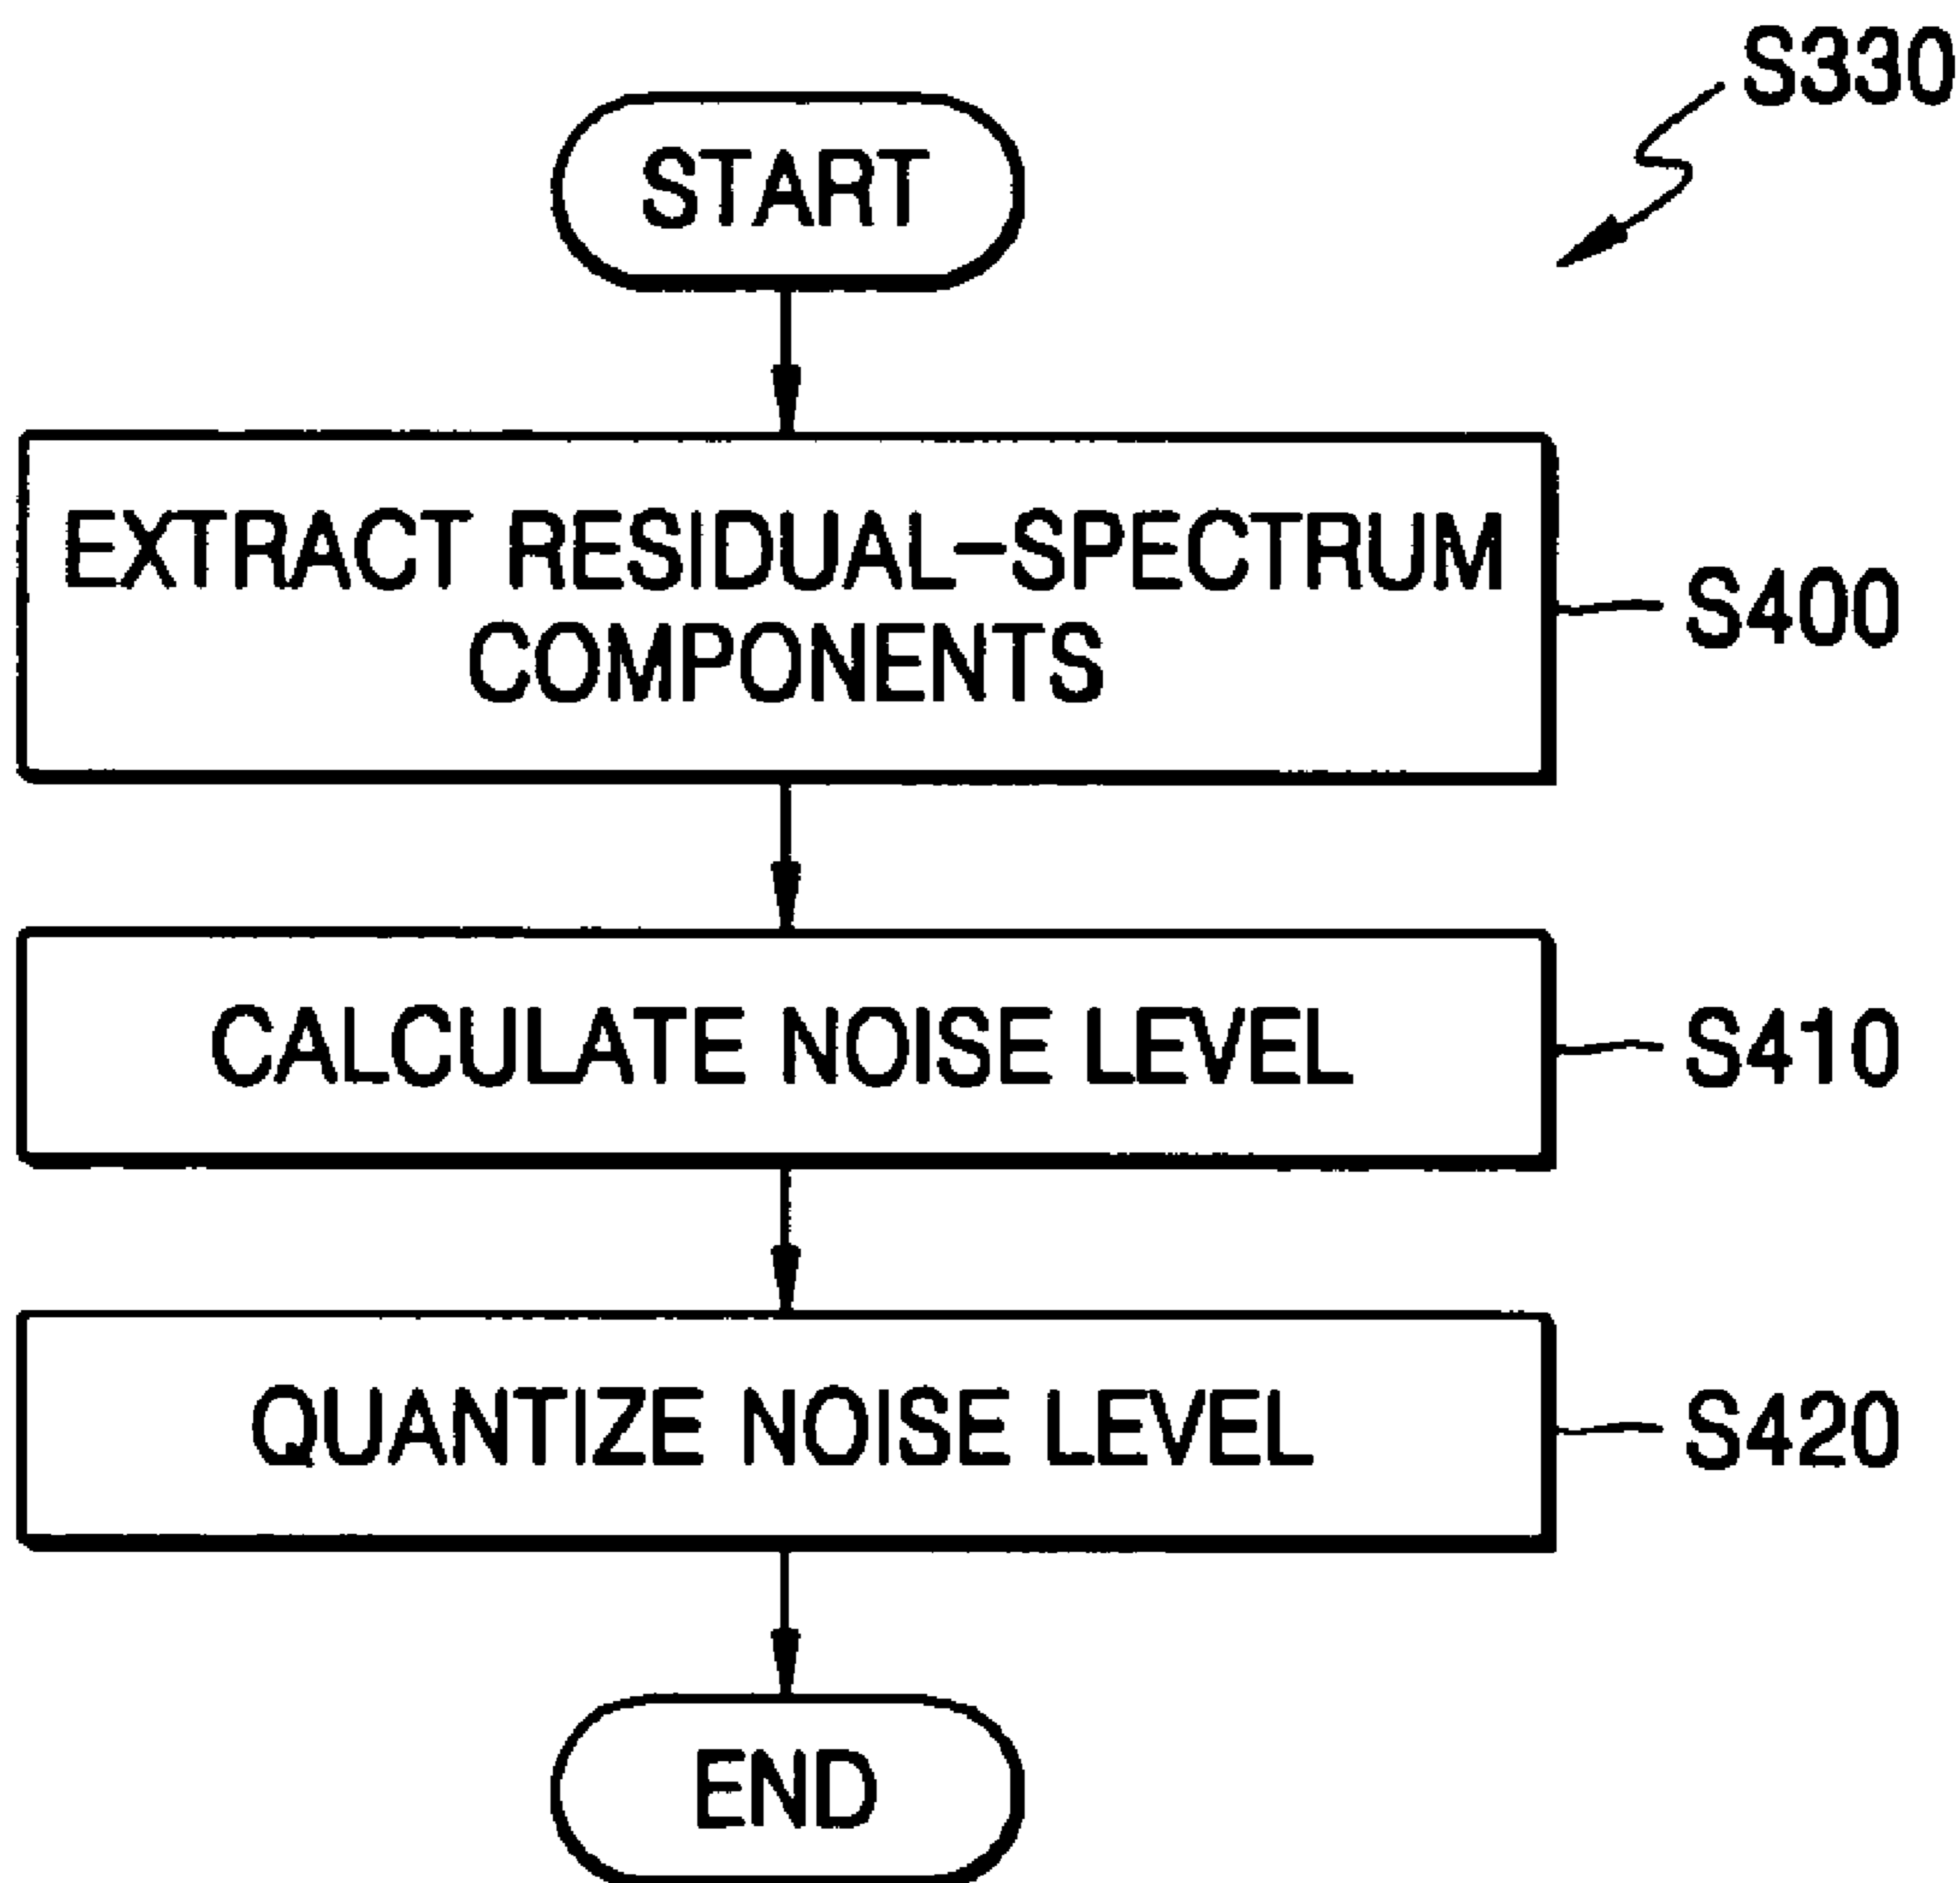 S330
START
EXTRACT RESIDUAL-SPECTRUM
COMPONENTS
S400
CALCULATE NOISE LEVEL
S410
QUANTIZE NOISE LEVEL
S420
END